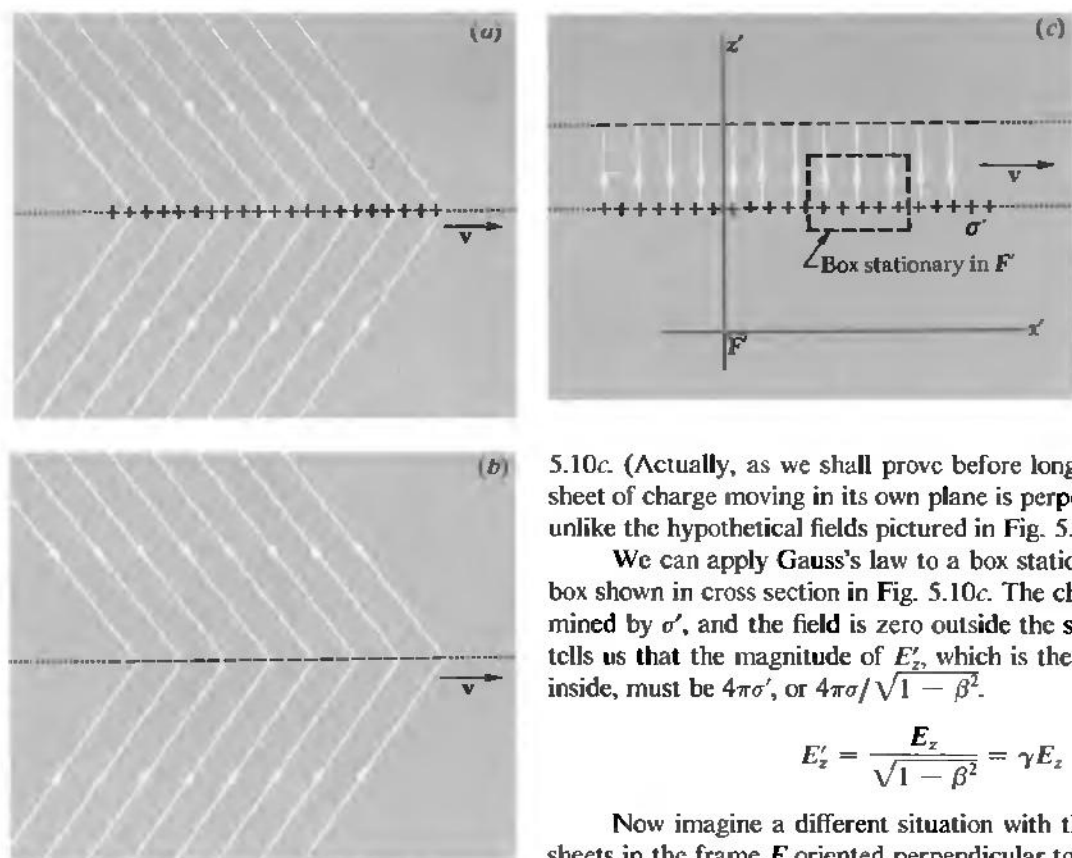 (a)
v
(b)
v
(c)
z'
v
σ'
Box stationary in F'
x'
F'
5.10c. (Actually, as we shall prove before long
sheet of charge moving in its own plane is perpe
unlike the hypothetical fields pictured in Fig. 5.
We can apply Gauss's law to a box static
box shown in cross section in Fig. 5.10c. The ch
mined by σ', and the field is zero outside the s
tells us that the magnitude of E'z, which is the
inside, must be 4πσ', or 4πσ/√1 − β².
E'z = Ez / √1 − β² = γEz
Now imagine a different situation with th
sheets in the frame F oriented perpendicular to